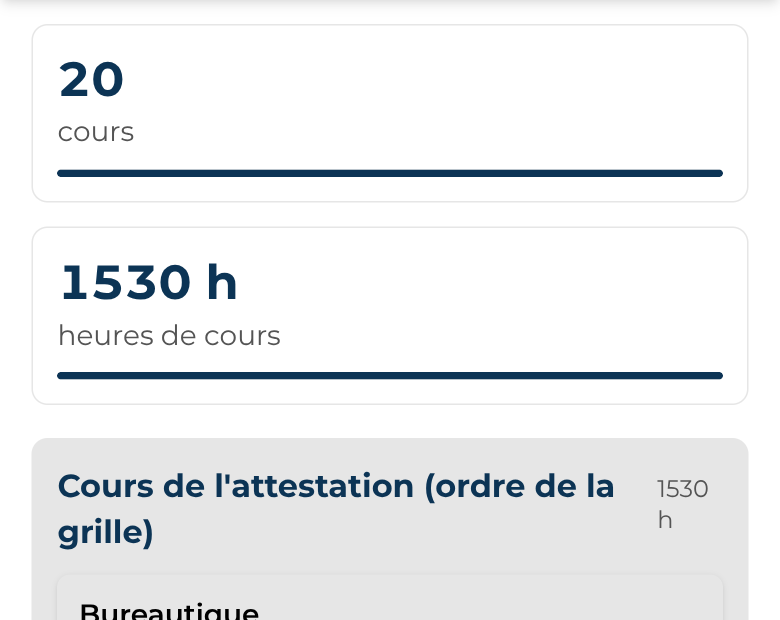 20
cours
1530 h
heures de cours
Cours de l'attestation (ordre de la
grille)
1530
h
Bureautique